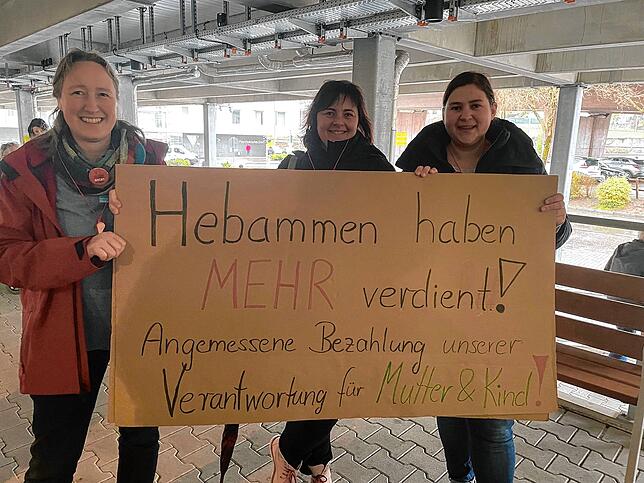 Hebammen haben
MEHR verdient!
Angemessene Bezahlung unserer
Verantwortung für Mutter & Kind!